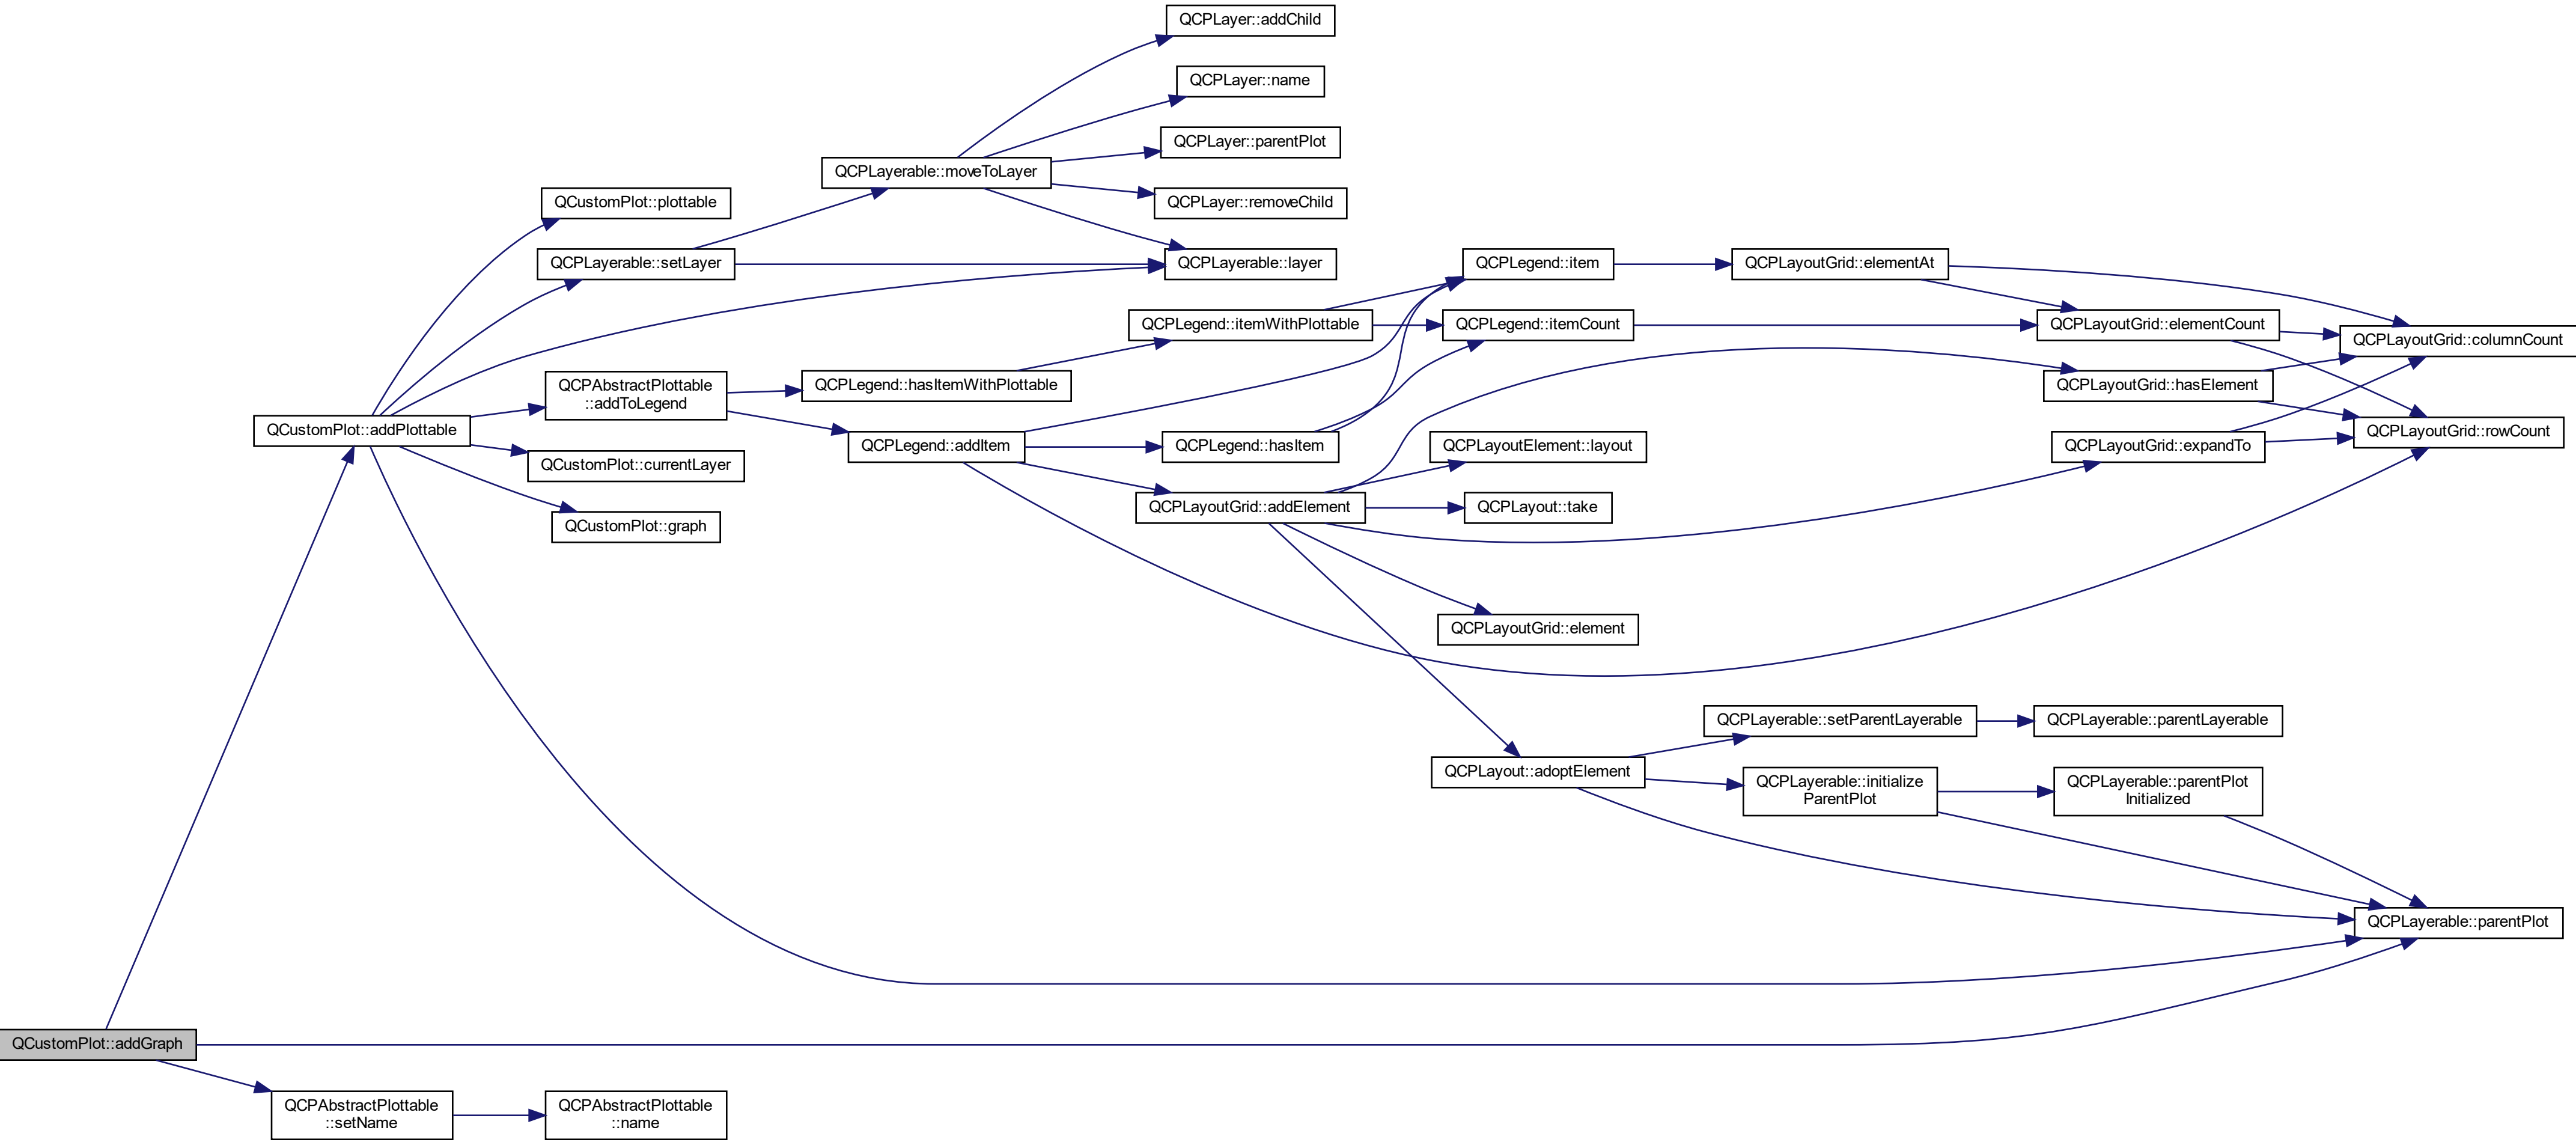 QCPLayer::addChild
QCPLayer::name
QCPLayer::parentPlot
QCPLayerable::moveToLayer
QCPLayer::removeChild
QCustomPlot::plottable
QCPLayerable::setLayer
QCPLayerable::layer
QCPLegend::item
QCPLayoutGrid::elementAt
QCPLegend::itemWithPlottable
QCPLegend::itemCount
QCPLayoutGrid::elementCount
QCPLayoutGrid::columnCount
QCPAbstractPlottable
::addToLegend
QCPLegend::hasItemWithPlottable
QCPLayoutGrid::hasElement
QCustomPlot::addPlottable
QCPLayoutGrid::rowCount
QCPLegend::addItem
QCPLegend::hasItem
QCPLayoutElement::layout
QCPLayoutGrid::expandTo
QCustomPlot::currentLayer
QCPLayoutGrid::addElement
QCPLayout::take
QCustomPlot::graph
QCPLayoutGrid::element
QCPLayerable::setParentLayerable
QCPLayerable::parentLayerable
QCPLayout::adoptElement
QCPLayerable::initialize
ParentPlot
QCPLayerable::parentPlot
Initialized
QCPLayerable::parentPlot
QCustomPlot::addGraph
QCPAbstractPlottable
::setName
QCPAbstractPlottable
::name